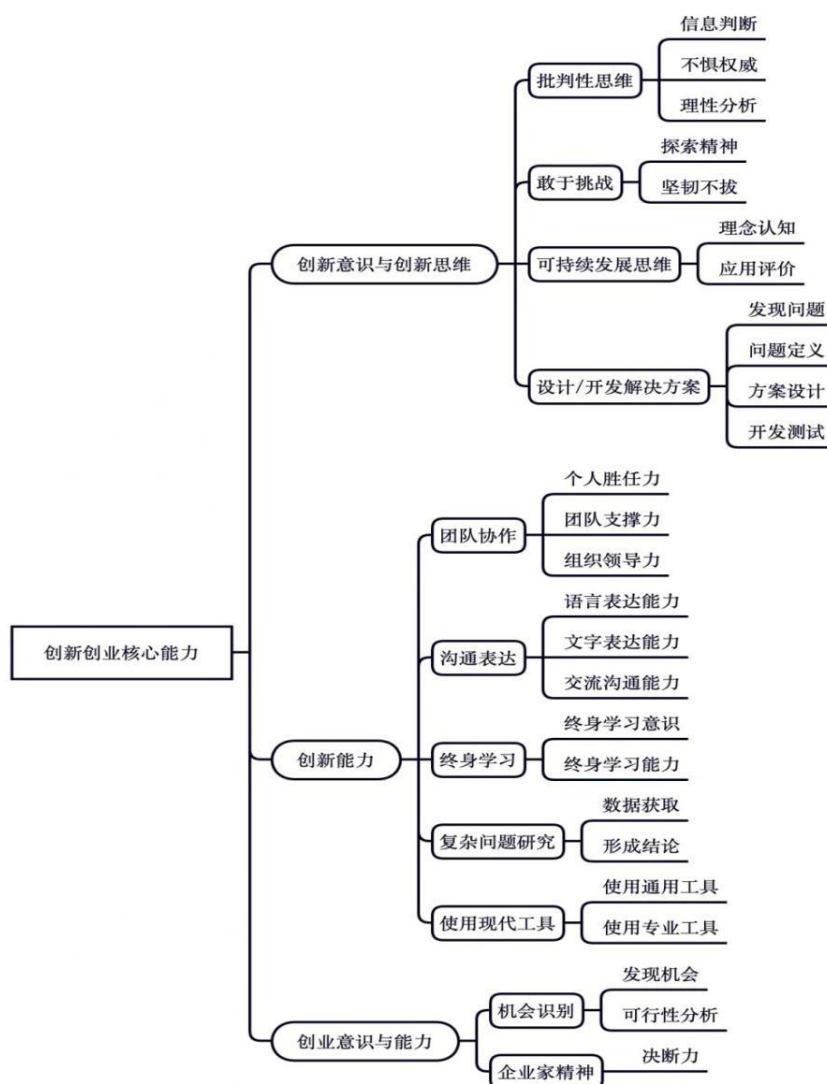 创新创业核心能力
创新意识与创新思维
批判性思维
信息判断
不惧权威
理性分析
敢于挑战
探索精神
坚韧不拔
可持续发展思维
理念认知
应用评价
设计/开发解决方案
发现问题
问题定义
方案设计
开发测试
创新能力
团队协作
个人胜任力
团队支撑力
组织领导力
沟通表达
语言表达能力
文字表达能力
交流沟通能力
终身学习
终身学习意识
终身学习能力
复杂问题研究
数据获取
形成结论
使用现代工具
使用通用工具
使用专业工具
创业意识与能力
机会识别
发现机会
可行性分析
企业家精神
决断力